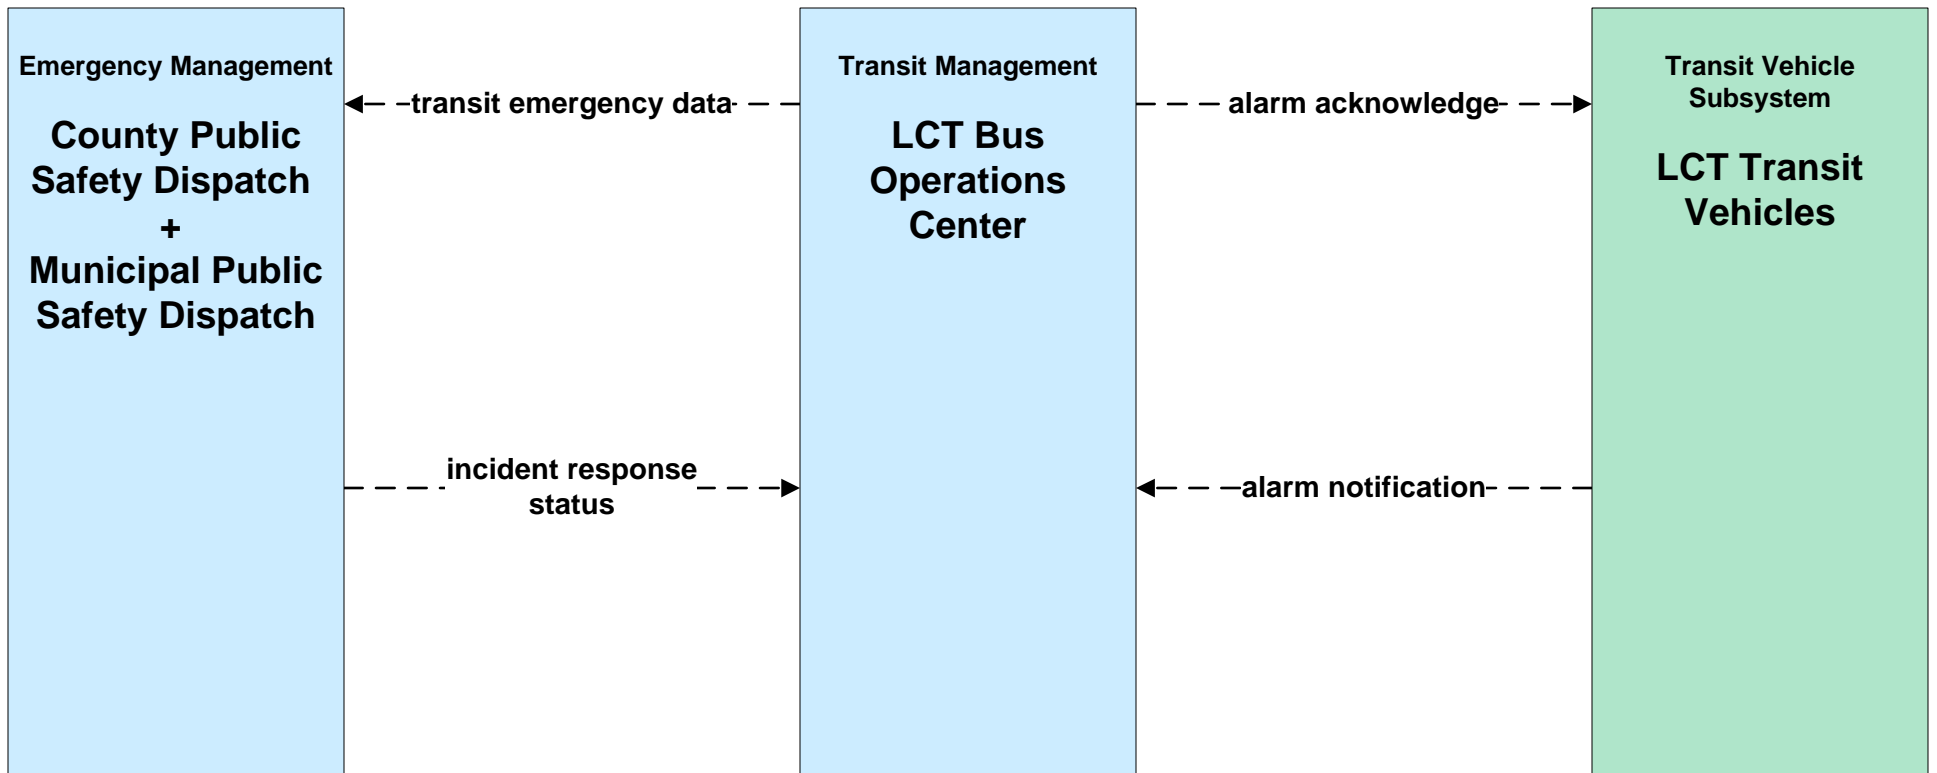 Emergency Management
County Public
Safety Dispatch
+
Municipal Public
Safety Dispatch
transit emergency data
incident response
status
Transit Management
LCT Bus
Operations
Center
alarm acknowledge
alarm notification
Transit Vehicle
Subsystem
LCT Transit
Vehicles